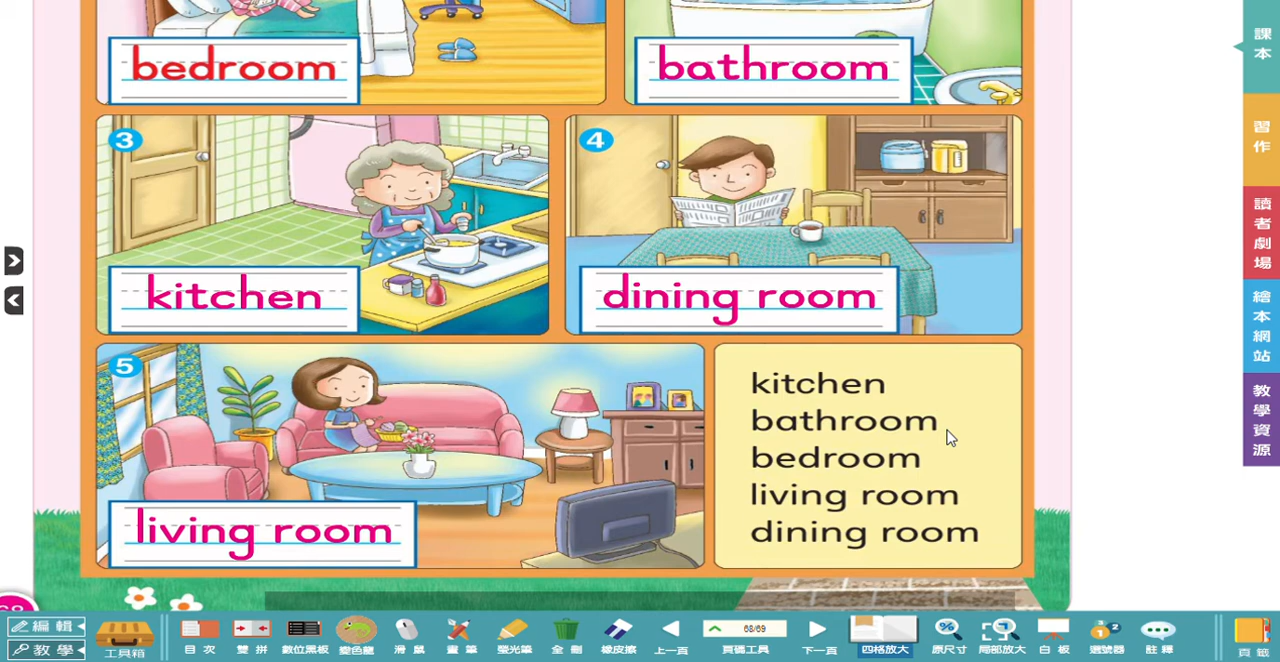 bedroom
bathroom
3
kitchen
4
dining room
5
living room
kitchen
bathroom
bedroom
living room
dining room
課本
習作
讀者劇場
繪本網站
教學資源
編輯
教學
工具箱
目次
雙拼
數位黑板
變色龍
滑鼠
畫筆
螢光筆
全刪
橡皮擦
上一頁
68/69
頁碼工具
下一頁
四格放大
原尺寸
局部放大
白板
選號器
註釋
頁籤